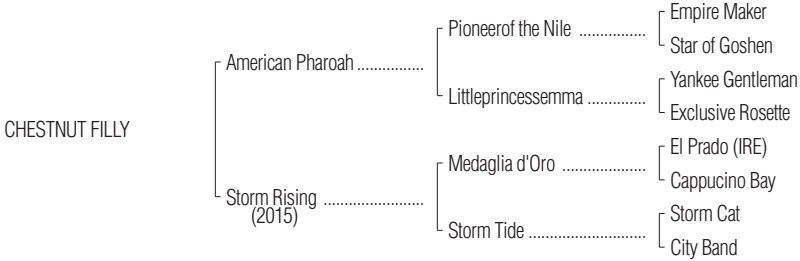 Empire Maker
Pioneerof the Nile ................
Star of Goshen
American Pharoah ................
Yankee Gentleman
Littleprincessemma ..............
Exclusive Rosette
CHESTNUT FILLY
El Prado (IRE)
Medaglia d'Oro ....................
Cappucino Bay
Storm Rising ........................
(2015)
Storm Cat
Storm Tide ............................
City Band